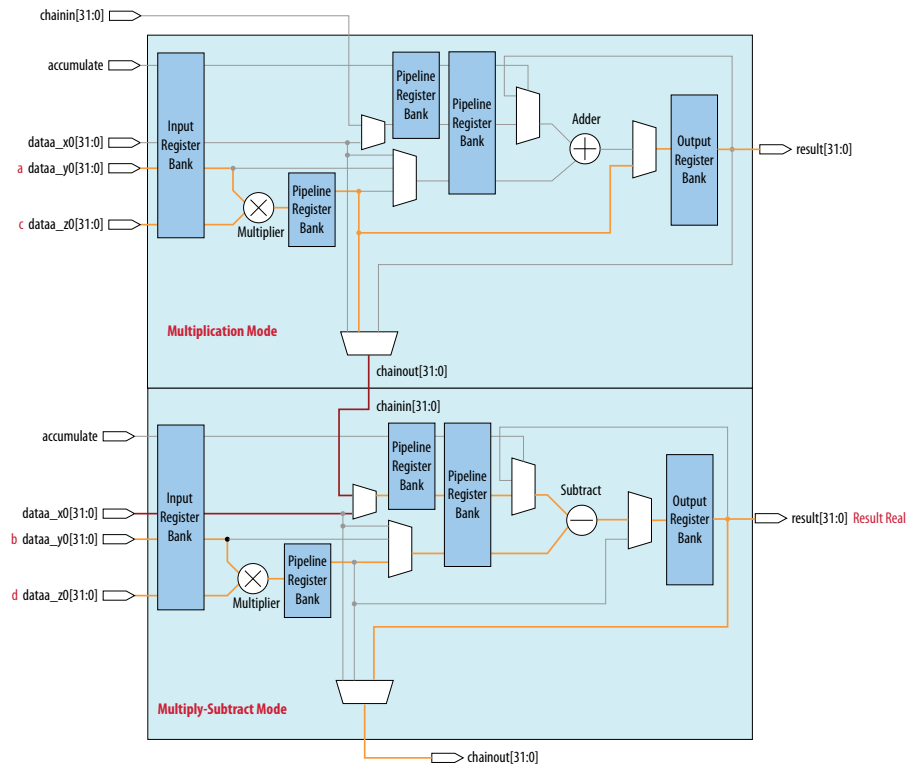 chainin[31:0]
accumulate
dataa_x0[31:0]
a dataa_y0[31:0]
c dataa_z0[31:0]
Input
Register
Bank
Multiplier
Pipeline
Register
Bank
Pipeline
Register
Bank
Pipeline
Register
Bank
Adder
Output
Register
Bank
result[31:0]
Multiplication Mode
chainout[31:0]
chainin[31:0]
accumulate
dataa_x0[31:0]
b dataa_y0[31:0]
d dataa_z0[31:0]
Input
Register
Bank
Multiplier
Pipeline
Register
Bank
Pipeline
Register
Bank
Pipeline
Register
Bank
Subtract
Output
Register
Bank
result[31:0] Result Real
Multiply-Subtract Mode
chainout[31:0]